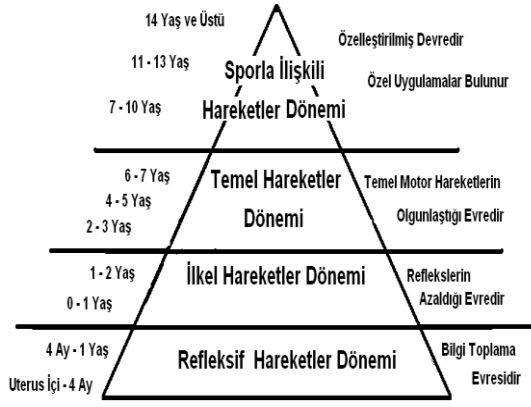 14 Yaş ve Üstü
Özelleştirilmiş Devredir
11 - 13 Yaş
Sporla İlişkili
Özel Uygulamalar Bulunur
7 - 10 Yaş
Hareketler Dönemi
6 - 7 Yaş
Temel Hareketler
Temel Motor Hareketlerin
4 - 5 Yaş
Dönemi
Olgunlaştığı Evredir
2 - 3 Yaş
1 - 2 Yaş
İlkel Hareketler Dönemi
Reflekslerin
0 - 1 Yaş
Azaldığı Evredir
4 Ay - 1 Yaş
Refleksif Hareketler Dönemi
Bilgi Toplama
Uterus İçi - 4 Ay
Evresidir